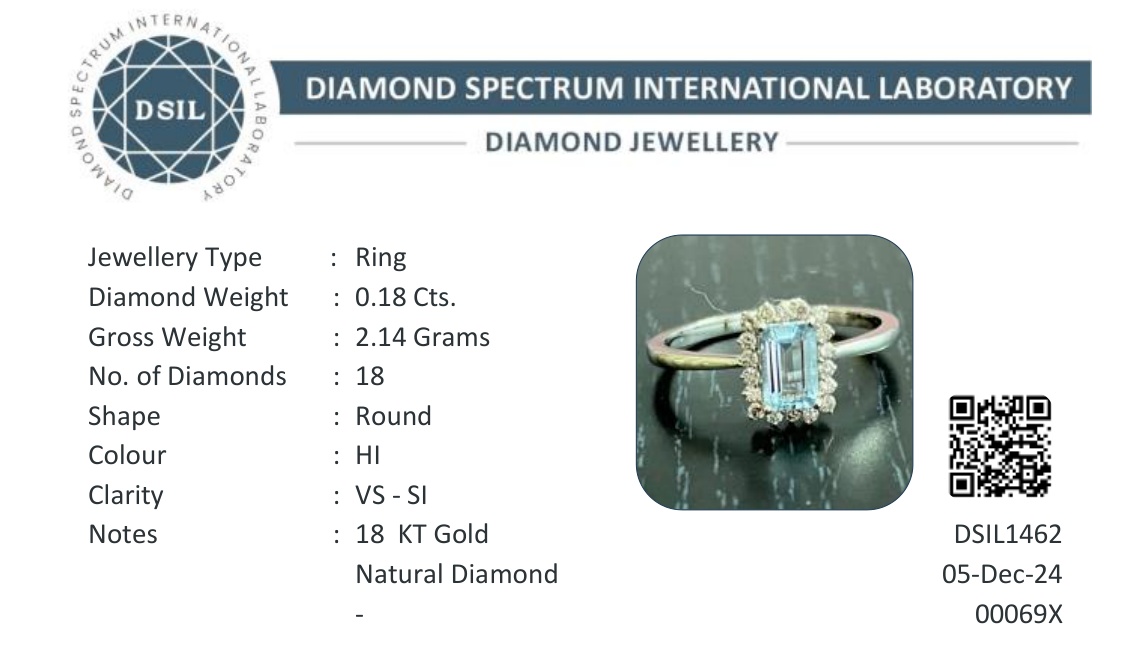 DIAMOND SPECTRUM INTERNATIONAL LABORATORY
DSIL
DIAMOND SPECTRUM INTERNATIONAL LABORATORY
DIAMOND JEWELLERY
Jewellery Type : Ring
Diamond Weight : 0.18 Cts.
Gross Weight : 2.14 Grams
No. of Diamonds : 18
Shape : Round
Colour : HI
Clarity : VS - SI
Notes : 18 KT Gold
Natural Diamond
-
DSIL1462
05-Dec-24
00069X